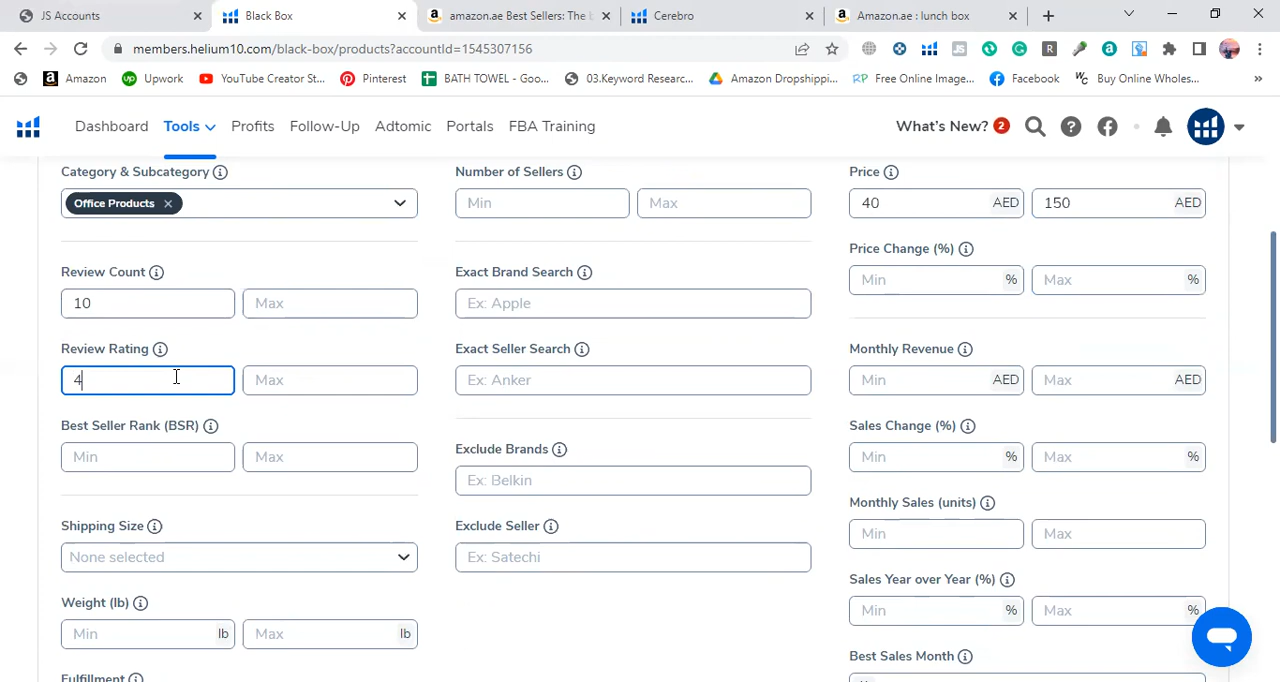 JS Accounts
Black Box
amazon.ae Best Sellers: The b
Cerebro
Amazon.ae : lunch box
members.helium10.com/black-box/products?accountId=1545307156
Amazon
Upwork
YouTube Creator St...
Pinterest
BATH TOWEL - Goo...
03.Keyword Researc...
Amazon Dropshippi...
Free Online Image...
Facebook
Buy Online Wholes...
Dashboard
Tools
Profits
Follow-Up
Adtomic
Portals
FBA Training
What's New? 2
Category & Subcategory
Office Products
Review Count
10
Max
Review Rating
4
Max
Best Seller Rank (BSR)
Min
Max
Shipping Size
None selected
Weight (lb)
Min lb
Max lb
Fulfillment
Number of Sellers
Min
Max
Exact Brand Search
Ex: Apple
Exact Seller Search
Ex: Anker
Exclude Brands
Ex: Belkin
Exclude Seller
Ex: Satechi
Price
40 AED
150 AED
Price Change (%)
Min %
Max %
Monthly Revenue
Min AED
Max AED
Sales Change (%)
Min %
Max %
Monthly Sales (units)
Min
Max
Sales Year over Year (%)
Min %
Max %
Best Sales Month